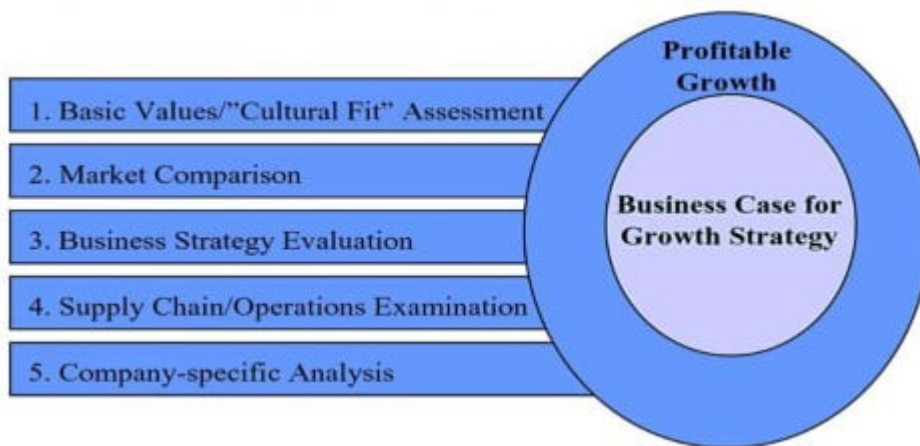 1. Basic Values/”Cultural Fit” Assessment
2. Market Comparison
3. Business Strategy Evaluation
4. Supply Chain/Operations Examination
5. Company-specific Analysis
Profitable
Growth
Business Case for
Growth Strategy